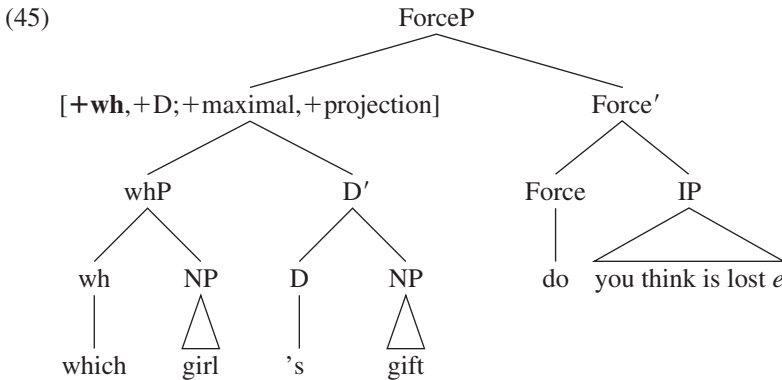 (45) ForceP
[+wh,+D;+maximal,+projection] Force′
whP D′ Force IP
wh NP D NP do you think is lost e
which girl 's gift